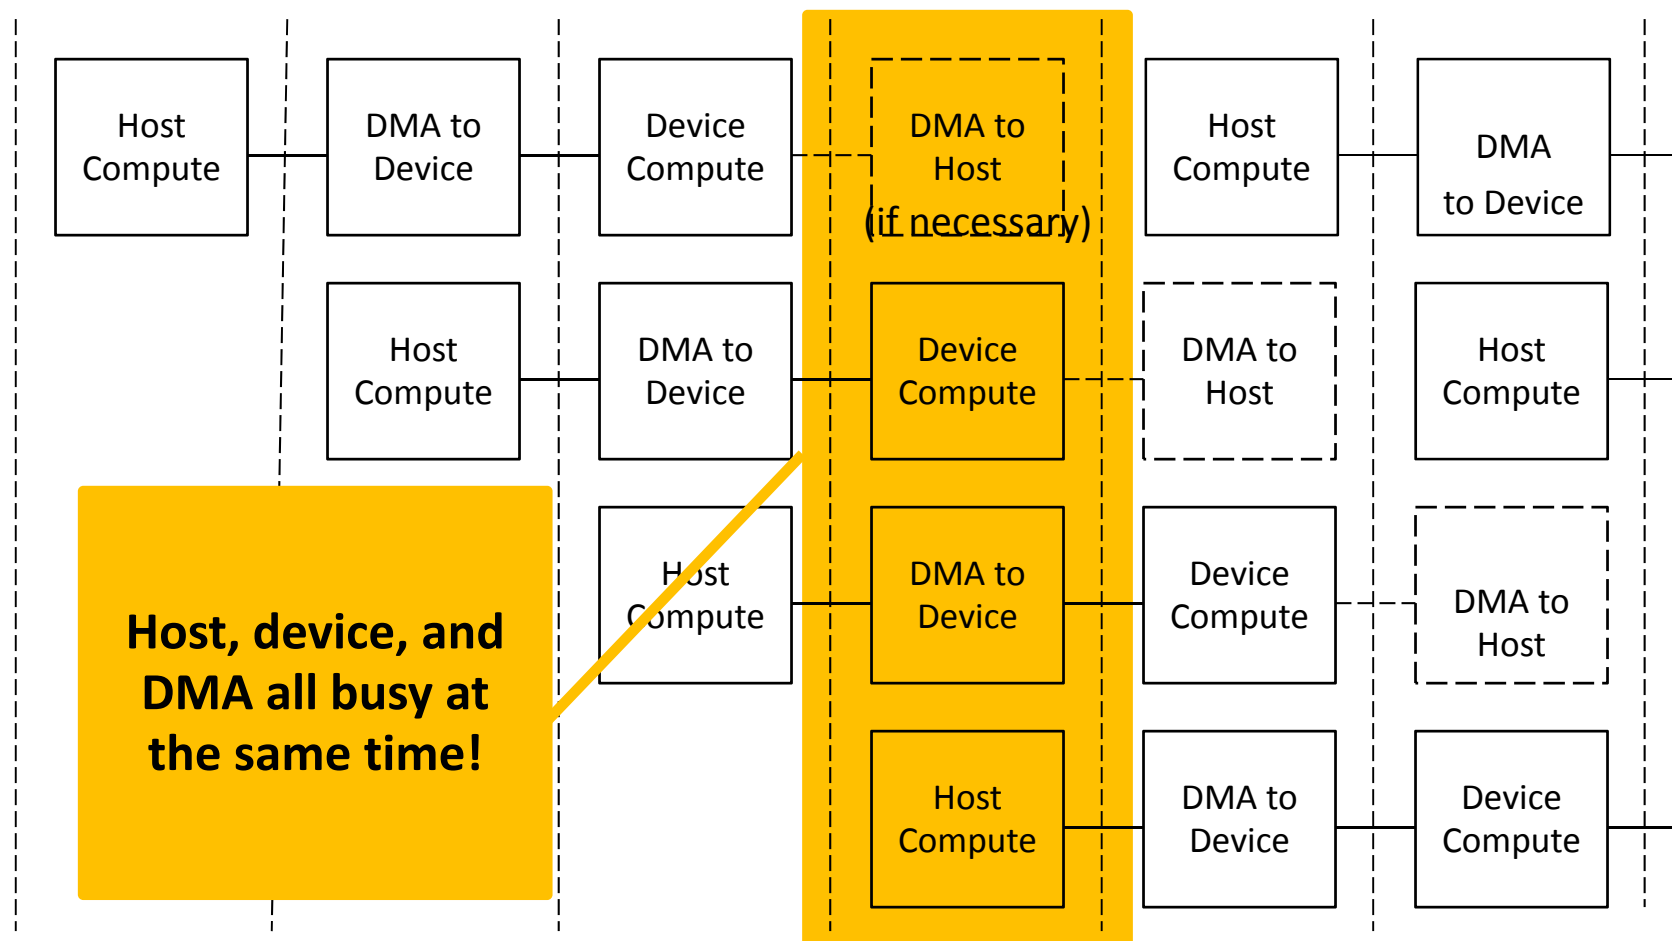 Host
Compute
DMA to
Device
Device
Compute
DMA to
Host
(if necessary)
Host
Compute
DMA
to Device
Host
Compute
DMA to
Device
Device
Compute
DMA to
Host
Host
Compute
Host
Compute
DMA to
Device
Device
Compute
DMA to
Host
Host, device, and
DMA all busy at
the same time!
Host
Compute
DMA to
Device
Device
Compute